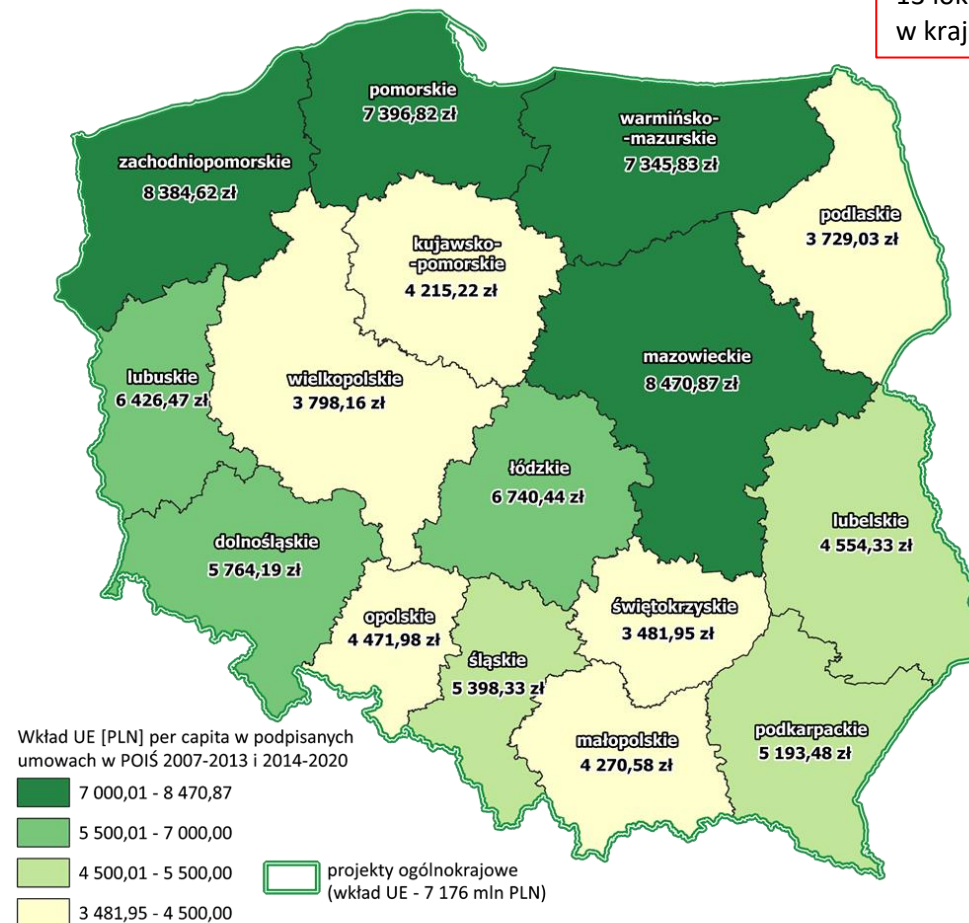 w kraj
pomorskie
7 396,82 zł
warmińsko-
-mazurskie
7 345,83 zł
zachodniopomorskie
8 384,62 zł
podlaskie
3 729,03 zł
kujawsko-
-pomorskie
4 215,22 zł
mazowieckie
8 470,87 zł
lubuskie
6 426,47 zł
wielkopolskie
3 798,16 zł
łódzkie
6 740,44 zł
lubelskie
4 554,33 zł
dolnośląskie
5 764,19 zł
świętokrzyskie
3 481,95 zł
opolskie
4 471,98 zł
śląskie
5 398,33 zł
podkarpackie
5 193,48 zł
małopolskie
4 270,58 zł
Wkład UE [PLN] per capita w podpisanych
umowach w POIŚ 2007-2013 i 2014-2020
7 000,01 - 8 470,87
5 500,01 - 7 000,00
4 500,01 - 5 500,00
3 481,95 - 4 500,00
projekty ogólnokrajowe
(wkład UE - 7 176 mln PLN)